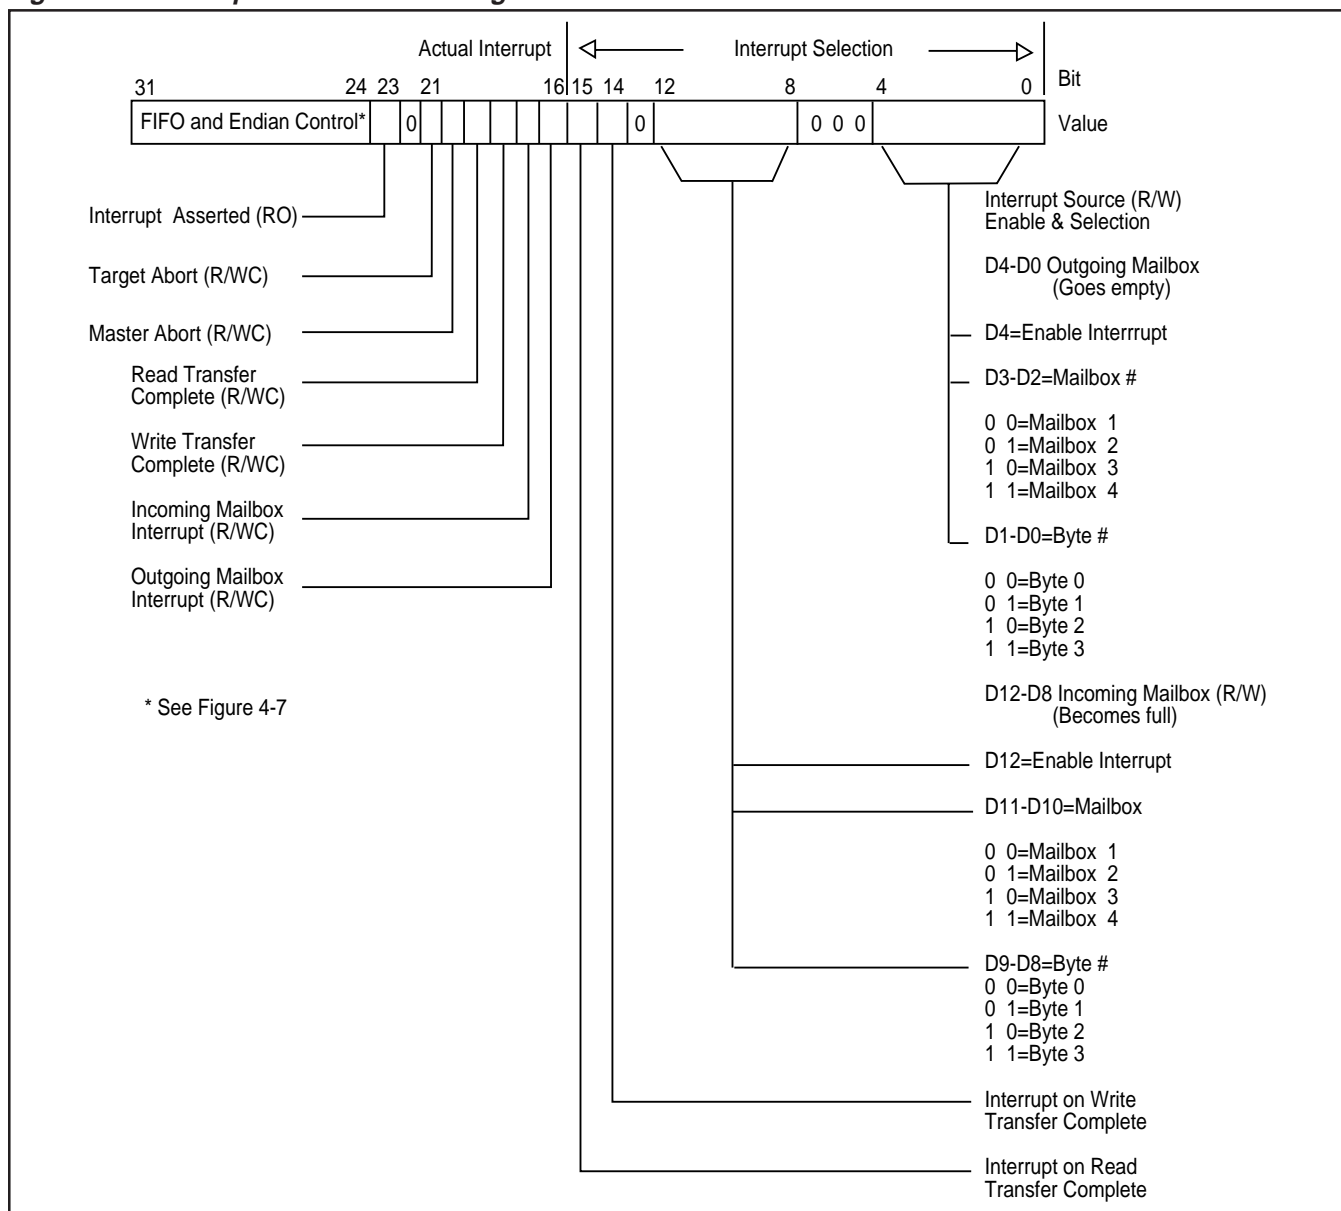 Actual Interrupt
Interrupt Selection
31 24 23 21 16 15 14 12 8 4 0 Bit
FIFO and Endian Control* 0 0 0 0 0 Value
Interrupt Asserted (RO)
Target Abort (R/WC)
Master Abort (R/WC)
Read Transfer
Complete (R/WC)
Write Transfer
Complete (R/WC)
Incoming Mailbox
Interrupt (R/WC)
Outgoing Mailbox
Interrupt (R/WC)
* See Figure 4-7
Interrupt Source (R/W)
Enable & Selection
D4-D0 Outgoing Mailbox
(Goes empty)
D4=Enable Interrrupt
D3-D2=Mailbox #
0 0=Mailbox 1
0 1=Mailbox 2
1 0=Mailbox 3
1 1=Mailbox 4
D1-D0=Byte #
0 0=Byte 0
0 1=Byte 1
1 0=Byte 2
1 1=Byte 3
D12-D8 Incoming Mailbox (R/W)
(Becomes full)
D12=Enable Interrupt
D11-D10=Mailbox
0 0=Mailbox 1
0 1=Mailbox 2
1 0=Mailbox 3
1 1=Mailbox 4
D9-D8=Byte #
0 0=Byte 0
0 1=Byte 1
1 0=Byte 2
1 1=Byte 3
Interrupt on Write
Transfer Complete
Interrupt on Read
Transfer Complete